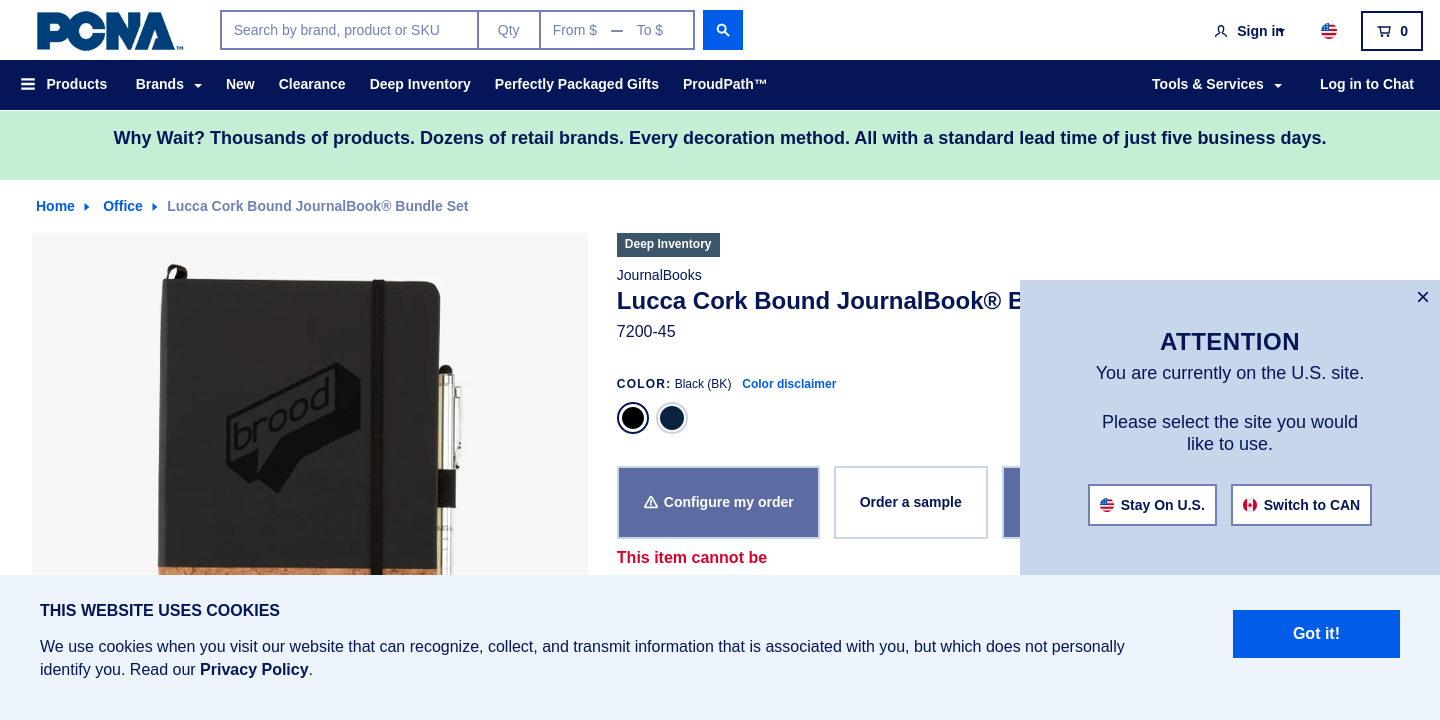 PCNA™
Search by brand, product or SKU
Qty
From $ — To $
Sign in
0
Products
Brands
New
Clearance
Deep Inventory
Perfectly Packaged Gifts
ProudPath™
Tools & Services
Log in to Chat
Why Wait? Thousands of products. Dozens of retail brands. Every decoration method. All with a standard lead time of just five business days.
Home
Office
Lucca Cork Bound JournalBook® Bundle Set
brood
Deep Inventory
JournalBooks
Lucca Cork Bound JournalBook® B
7200-45
COLOR: Black (BK) Color disclaimer
Configure my order
Order a sample
This item cannot be
×
ATTENTION
You are currently on the U.S. site.
Please select the site you would
like to use.
Stay On U.S.
Switch to CAN
THIS WEBSITE USES COOKIES
We use cookies when you visit our website that can recognize, collect, and transmit information that is associated with you, but which does not personally
identify you. Read our Privacy Policy.
Got it!